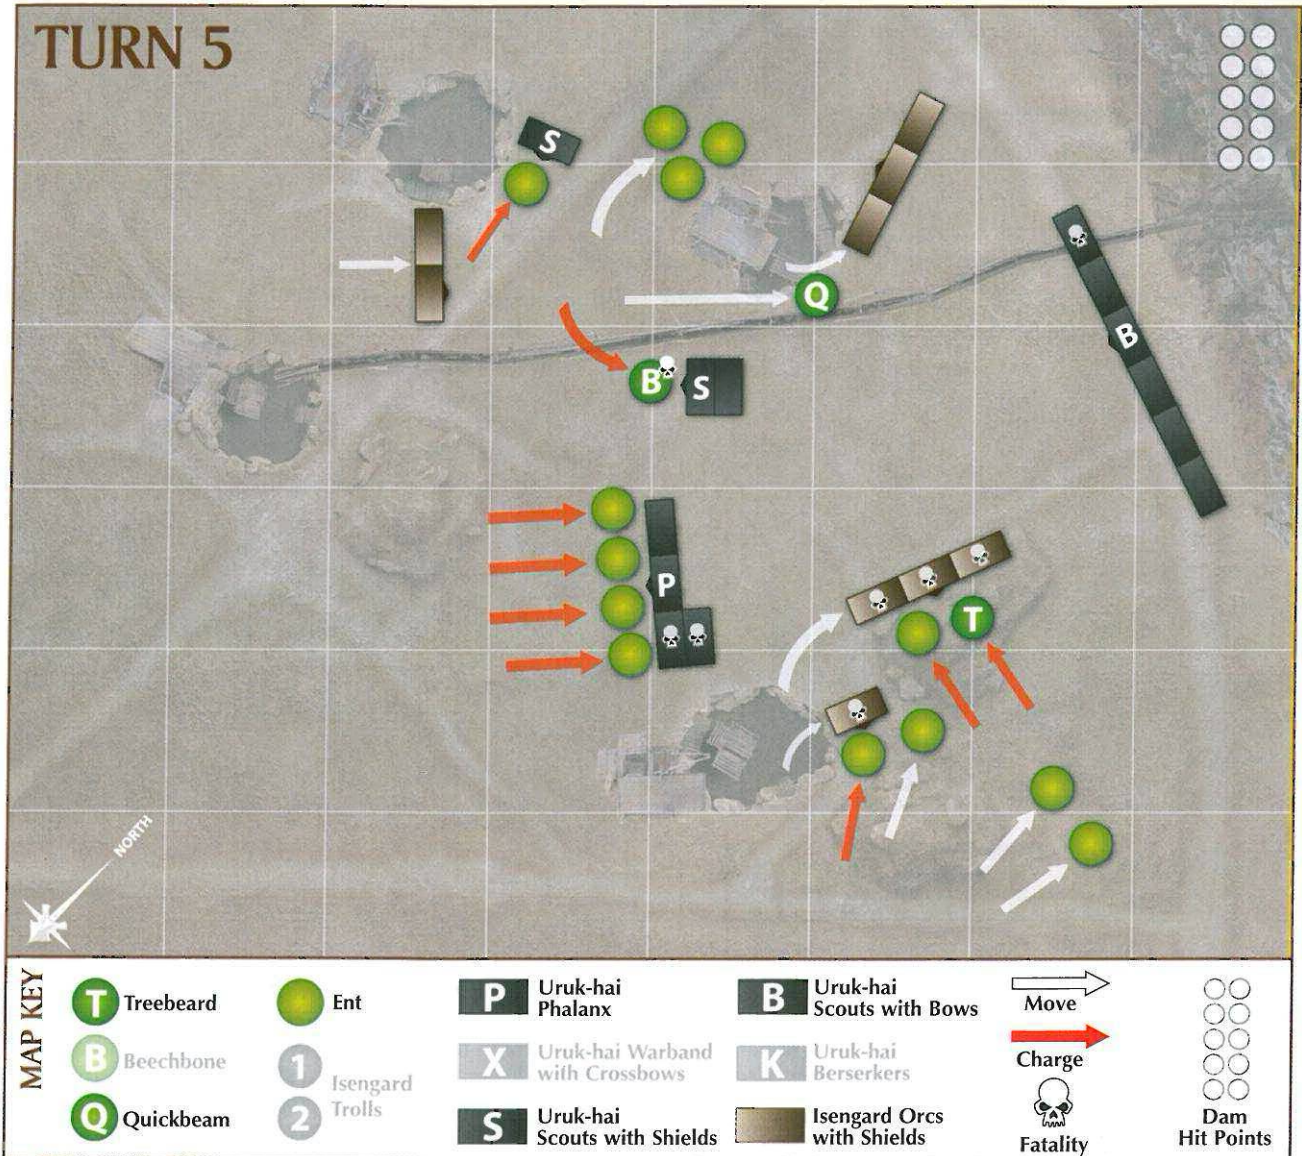 TURN 5
S
Q
B
B
S
P
T
NORTH
MAP KEY
T Treebeard
B Beechbone
Q Quickbeam
Ent
1
2
Isengard
Trolls
P Uruk-hai
Phalanx
X Uruk-hai Warband
with Crossbows
S Uruk-hai
Scouts with Shields
B Uruk-hai
Scouts with Bows
K Uruk-hai
Berserkers
Isengard Orcs
with Shields
Move
Charge
Fatality
Dam
Hit Points